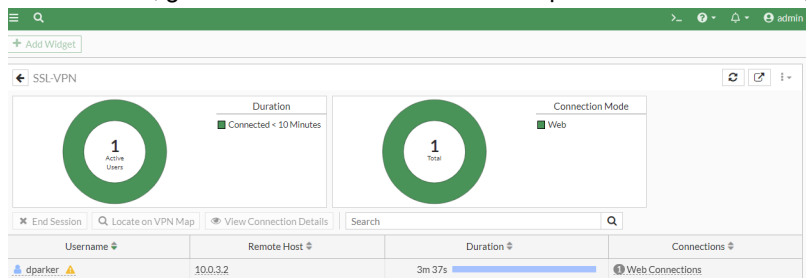 admin
+ Add Widget
SSL-VPN
Duration
Connected < 10 Minutes
1
Active
Users
Connection Mode
Web
1
Total
End Session
Locate on VPN Map
View Connection Details
Search
Username
Remote Host
Duration
Connections
dparker
10.0.3.2
3m 37s
1 Web Connections